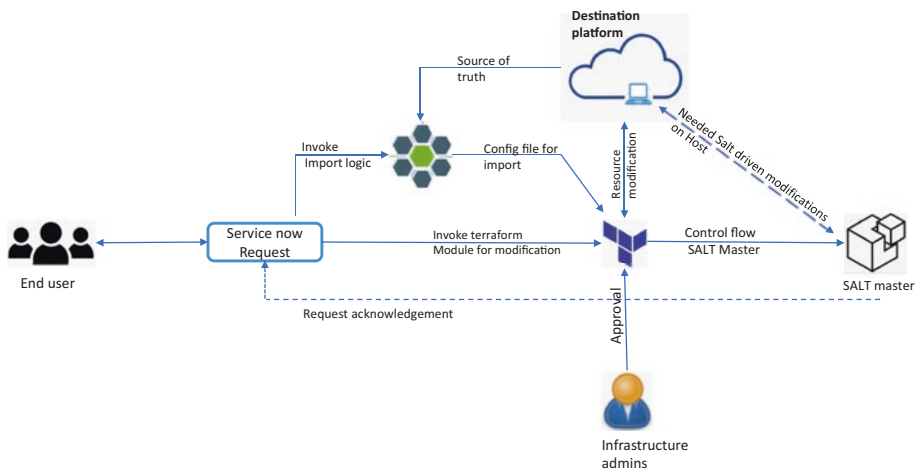 Destination
platform
Source of
truth
Needed Salt driven modifications
on Host
Invoke
Import logic
Config file for
import
Resource
modification
Service now
Request
Invoke terraform
Module for modification
Control flow
SALT Master
End user
SALT master
Request acknowledgement
Approval
Infrastructure
admins